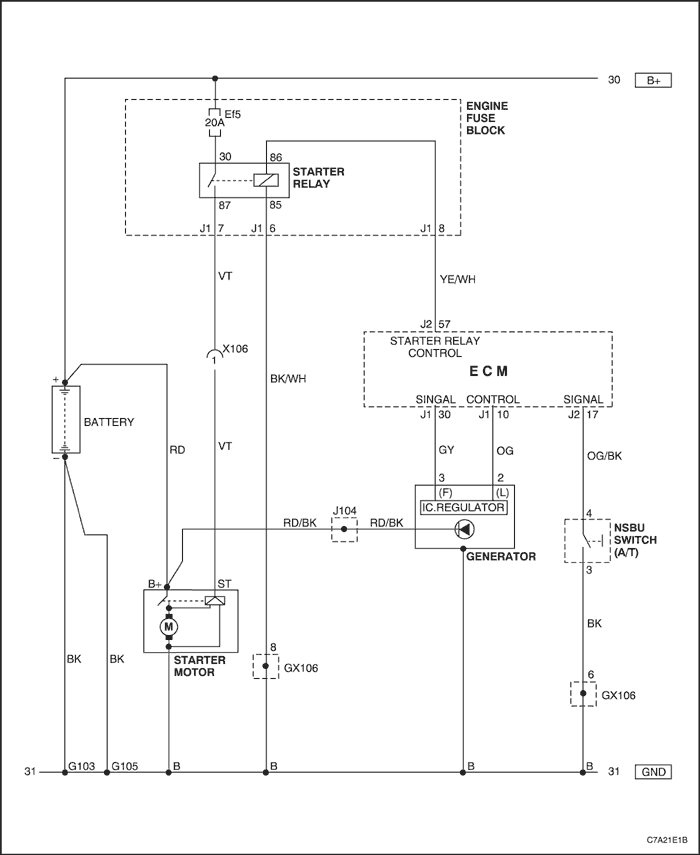 30 B+
ENGINE
FUSE
BLOCK
Ef5
20A
30 86
STARTER
RELAY
87 85
J1 7 J1 6 J1 8
VT
YE/WH
J2 57
STARTER RELAY
CONTROL
ECM
SINGAL CONTROL SIGNAL
J1 30 J1 10 J2 17
X106
1
BK/WH
+
BATTERY
−
RD
VT
GY
OG
OG/BK
3 2
(F) (L)
IC.REGULATOR
GENERATOR
J104
RD/BK RD/BK
4
NSBU
SWITCH
(A/T)
3
B+ ST
M
STARTER
MOTOR
BK
BK
BK
8
GX106
6
GX106
31 G103 G105 B B B B 31 GND
C7A21E1B